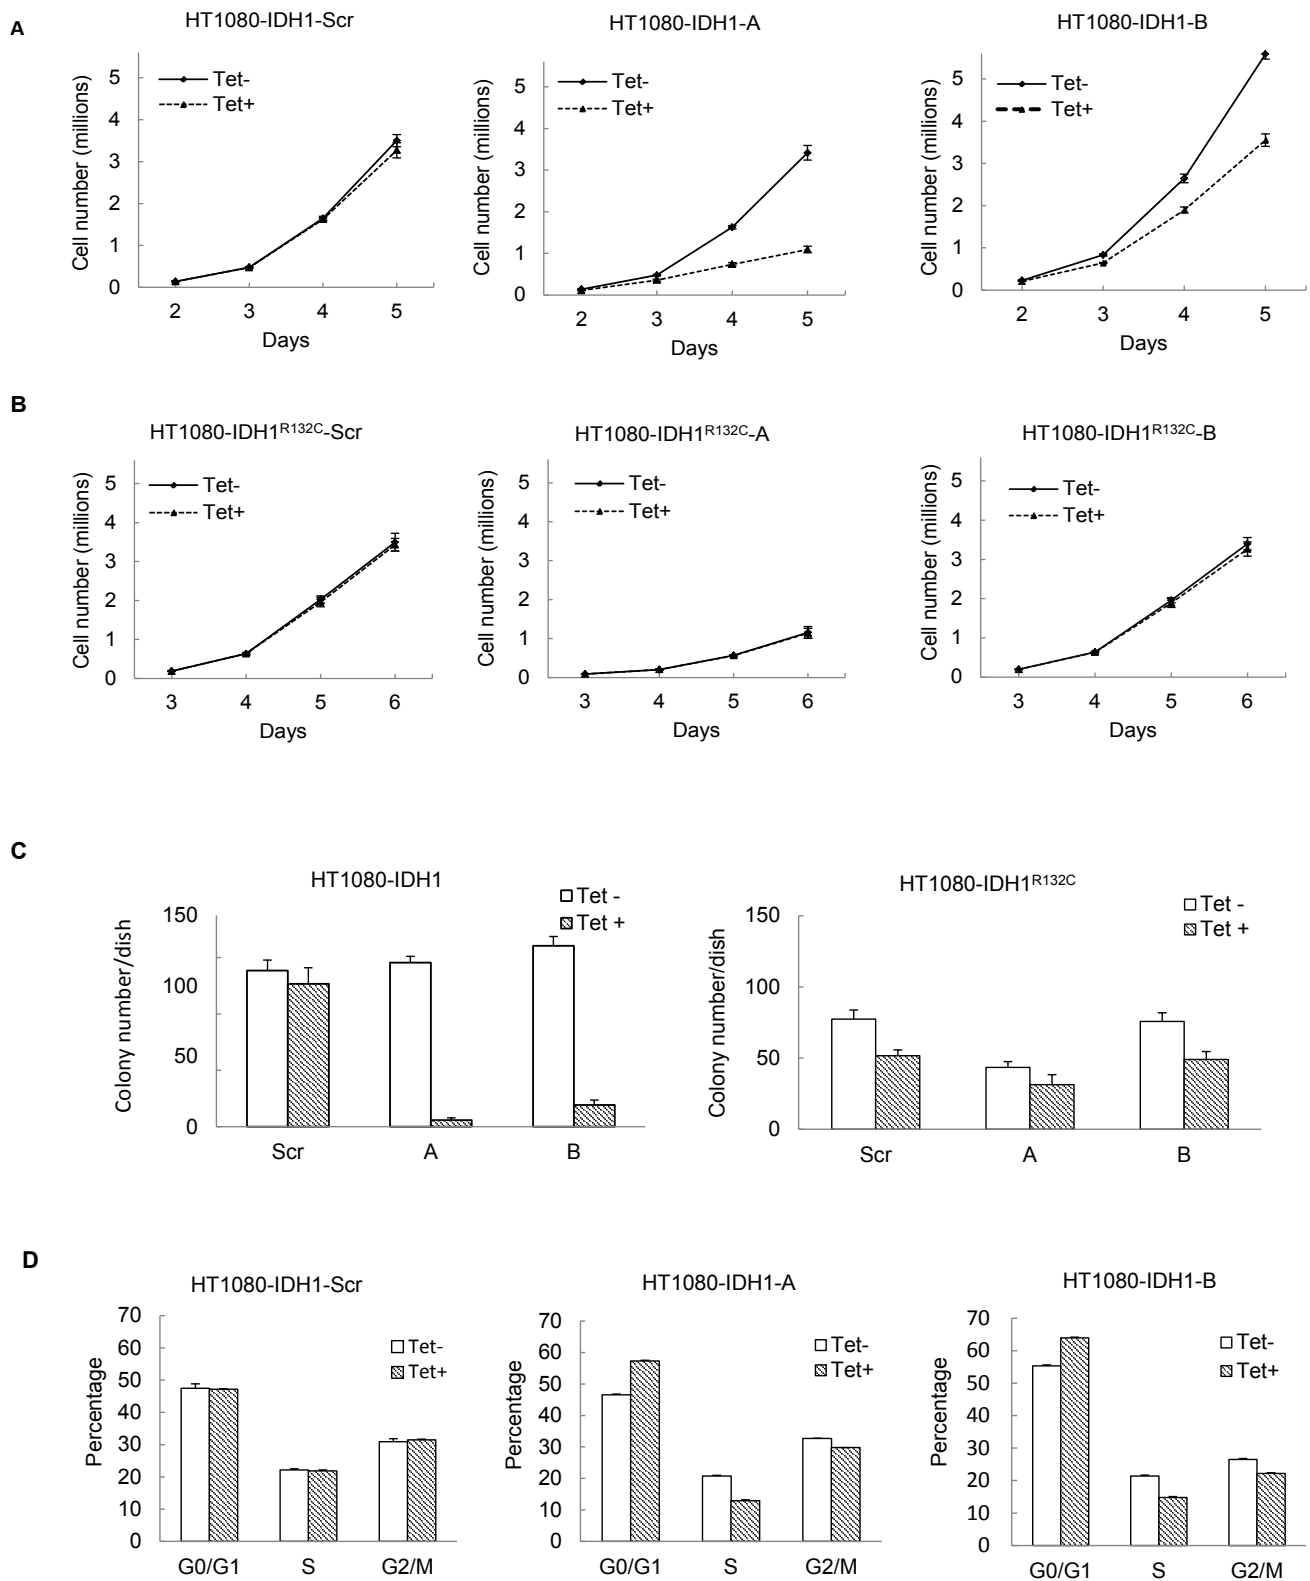 A
HT1080-IDH1-Scr
Cell number (millions)
5
4
3
2
1
0
Tet-
Tet+
2 3 4 5
Days
HT1080-IDH1-A
Cell number (millions)
5
4
3
2
1
0
Tet-
Tet+
2 3 4 5
Days
HT1080-IDH1-B
Cell number (millions)
5
4
3
2
1
0
Tet-
Tet+
2 3 4 5
Days
B
HT1080-IDH1R132C-Scr
Cell number (millions)
5
4
3
2
1
0
Tet-
Tet+
3 4 5 6
Days
HT1080-IDH1R132C-A
Cell number (millions)
5
4
3
2
1
0
Tet-
Tet+
3 4 5 6
Days
HT1080-IDH1R132C-B
Cell number (millions)
5
4
3
2
1
0
Tet-
Tet+
3 4 5 6
Days
C
HT1080-IDH1
Colony number/dish
150
100
50
0
Tet -
Tet +
Scr A B
HT1080-IDH1R132C
Colony number/dish
150
100
50
0
Tet -
Tet +
Scr A B
D
HT1080-IDH1-Scr
Percentage
70
60
50
40
30
20
10
0
Tet-
Tet+
G0/G1 S G2/M
HT1080-IDH1-A
Percentage
70
60
50
40
30
20
10
0
Tet-
Tet+
G0/G1 S G2/M
HT1080-IDH1-B
Percentage
70
60
50
40
30
20
10
0
Tet-
Tet+
G0/G1 S G2/M